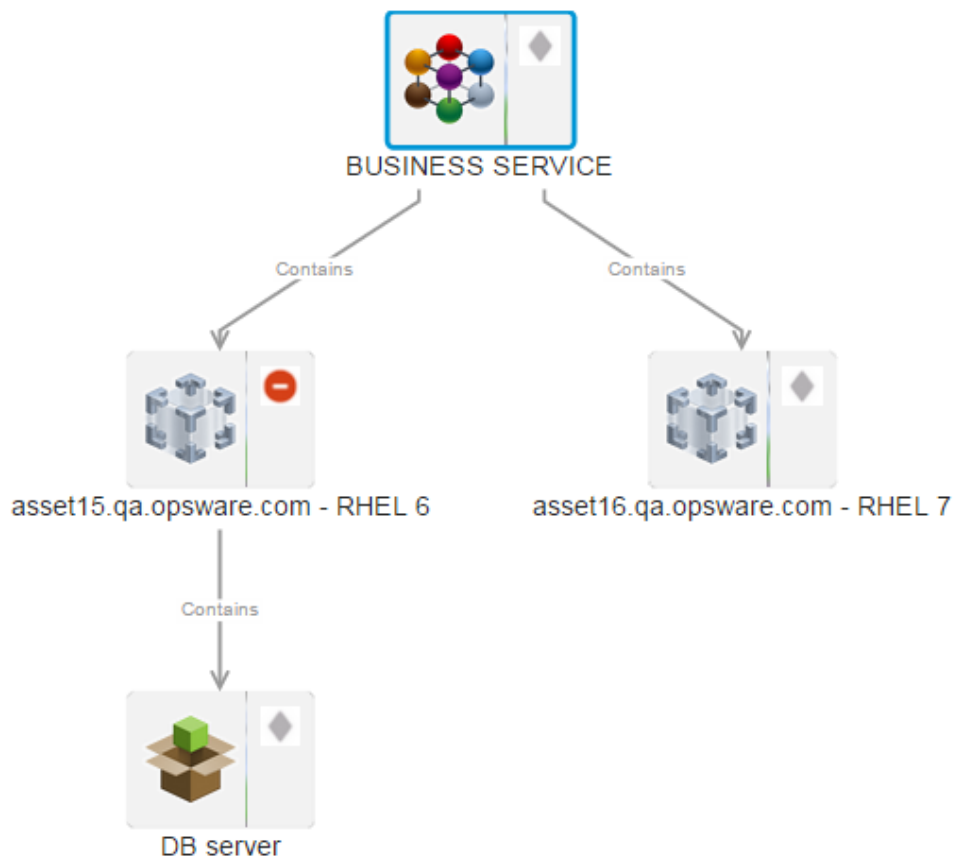 BUSINESS SERVICE
Contains
Contains
asset15.qa.opsware.com - RHEL 6
asset16.qa.opsware.com - RHEL 7
Contains
DB server